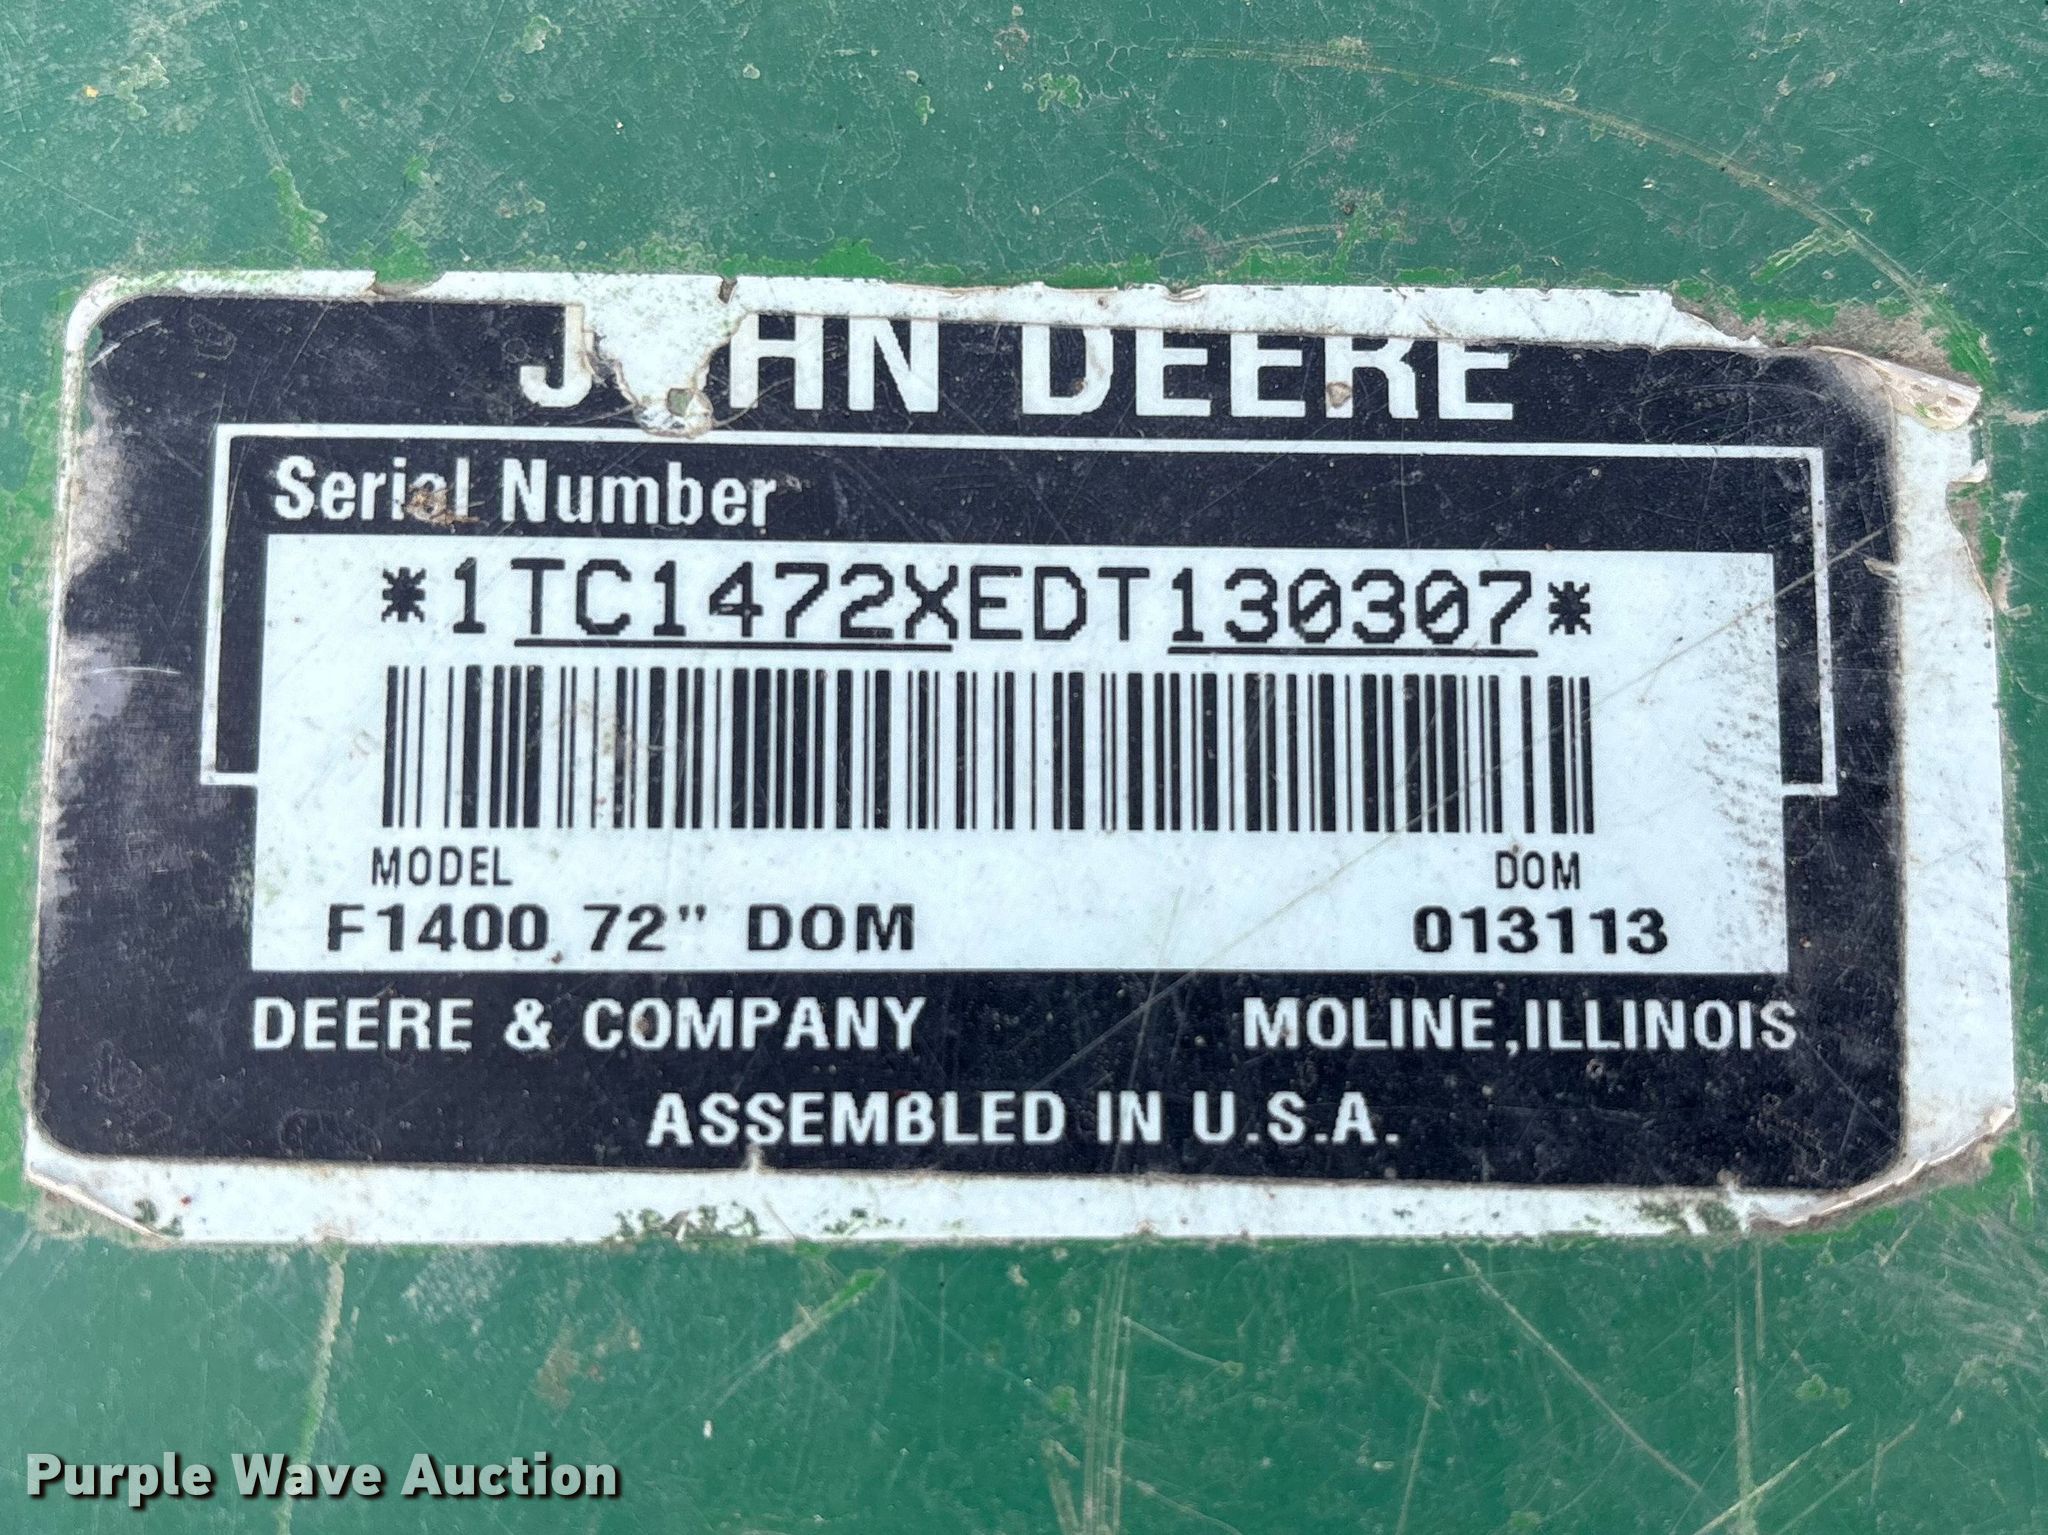 JOHN DEERE
Serial Number
*1TC1472XEDT130307*
MODEL DOM
F1400 72" DOM 013113
DEERE & COMPANY MOLINE,ILLINOIS
ASSEMBLED IN U.S.A.
Purple Wave Auction